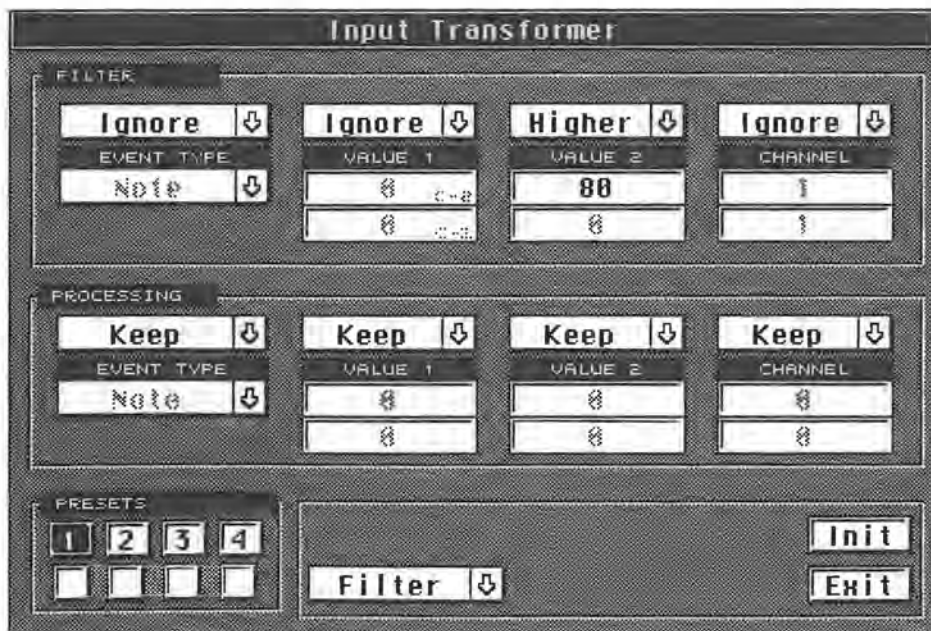 Input Transformer
FILTER
Ignore Ignore Higher Ignore
EVENT TYPE VALUE 1 VALUE 2 CHANNEL
Note 0 80 1
0 0 1
PROCESSING
Keep Keep Keep Keep
EVENT TYPE VALUE 1 VALUE 2 CHANNEL
Note 0 0 0
0 0 0
PRESETS
1 2 3 4
Init
Filter Exit